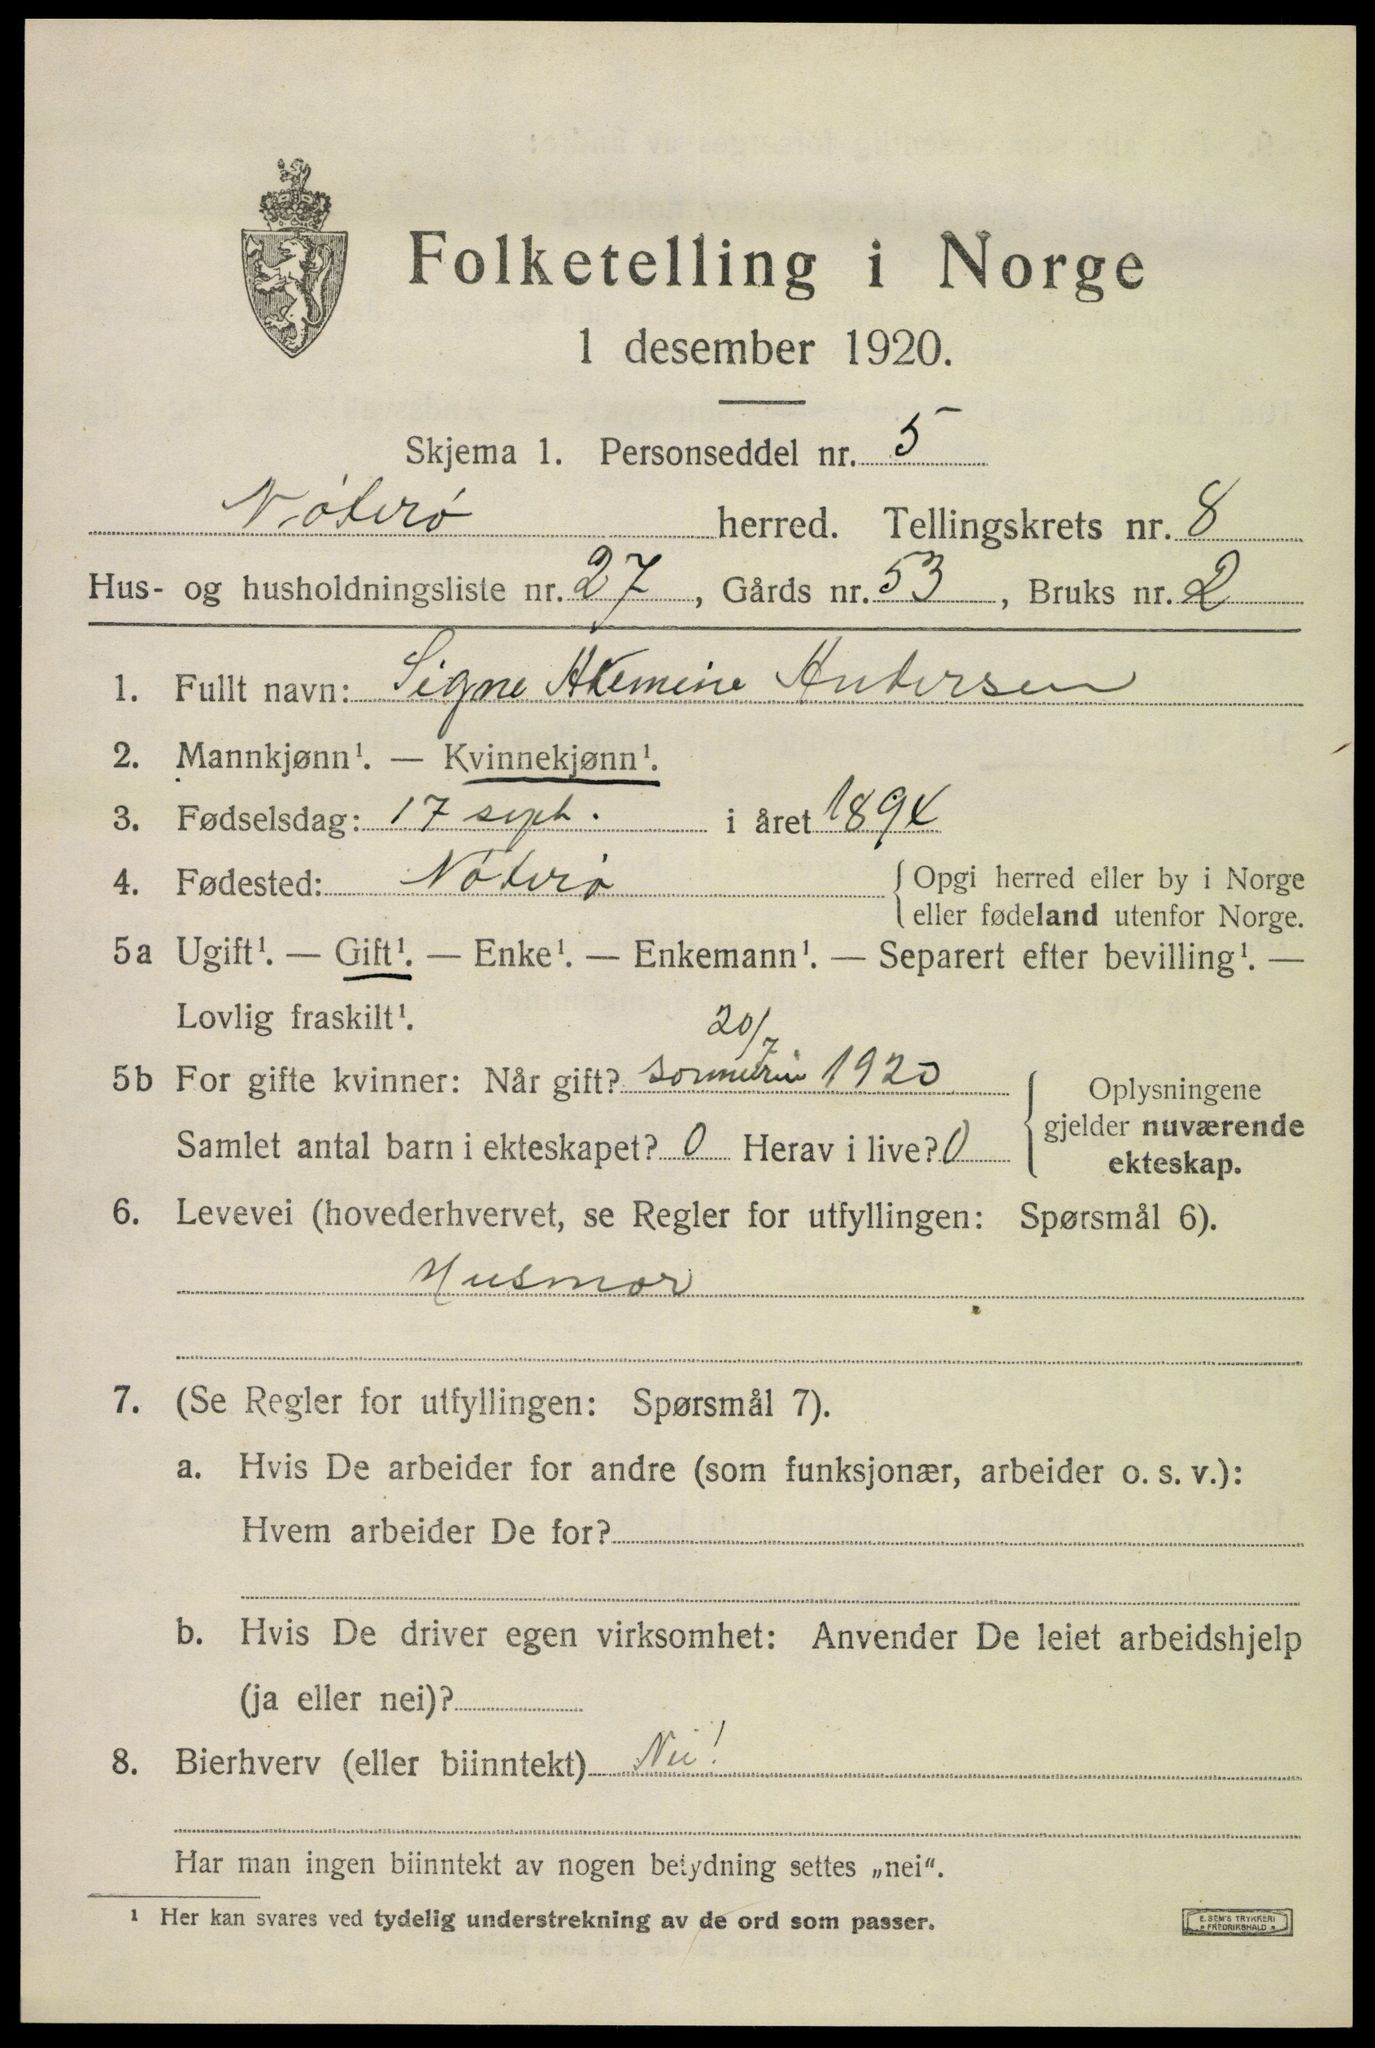 Folketelling i Norge
1 desember 1920.
Skjema 1. Personseddel nr. 5
Nöterö herred. Tellingskrets nr. 8
Hus- og husholdningsliste nr. 27, Gårds nr. 53, Bruks nr. 2
1. Fullt navn: Signe Andersen
2. Mannkjønn¹. — Kvinnekjønn¹.
3. Fødselsdag: 17 sept. i året 1894
4. Fødested: Nöterö {Opgi herred eller by i Norge
eller fødeland utenfor Norge.
5a Ugift¹. — Gift¹. — Enke¹. — Enkemann¹. — Separert efter bevilling¹. —
Lovlig fraskilt¹.
20/7
5b For gifte kvinner: Når gift? sommeren 1920
Samlet antal barn i ekteskapet? 0 Herav i live? 0
{Oplysningene
gjelder nuværende
ekteskap.
6. Levevei (hovederhvervet, se Regler for utfyllingen: Spørsmål 6).
Husmor
7. (Se Regler for utfyllingen: Spørsmål 7).
a. Hvis De arbeider for andre (som funksjonær, arbeider o. s. v.):
Hvem arbeider De for?
b. Hvis De driver egen virksomhet: Anvender De leiet arbeidshjelp
(ja eller nei)?
8. Bierhverv (eller biinntekt) Nei!
Har man ingen biinntekt av nogen betydning settes „nei“.
¹ Her kan svares ved tydelig understrekning av de ord som passer.
E. SEM'S TRYKKERI
* FREDRIKSHALD *